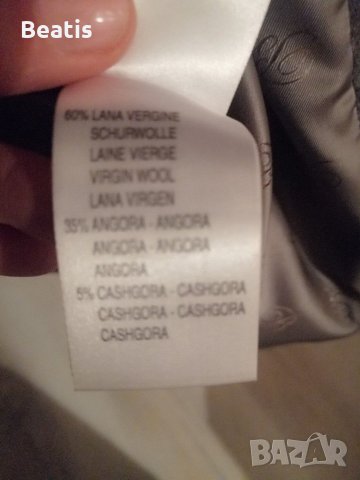 Beatis
60% LANA VERGINE
SCHURWOLLE
LAINE VIERGE
VIRGIN WOOL
LANA VIRGEN
35% ANGORA - ANGORA
ANGORA - ANGORA
ANGORA
5% CASHGORA - CASHGORA
CASHGORA - CASHGORA
CASHGORA
BAZAR